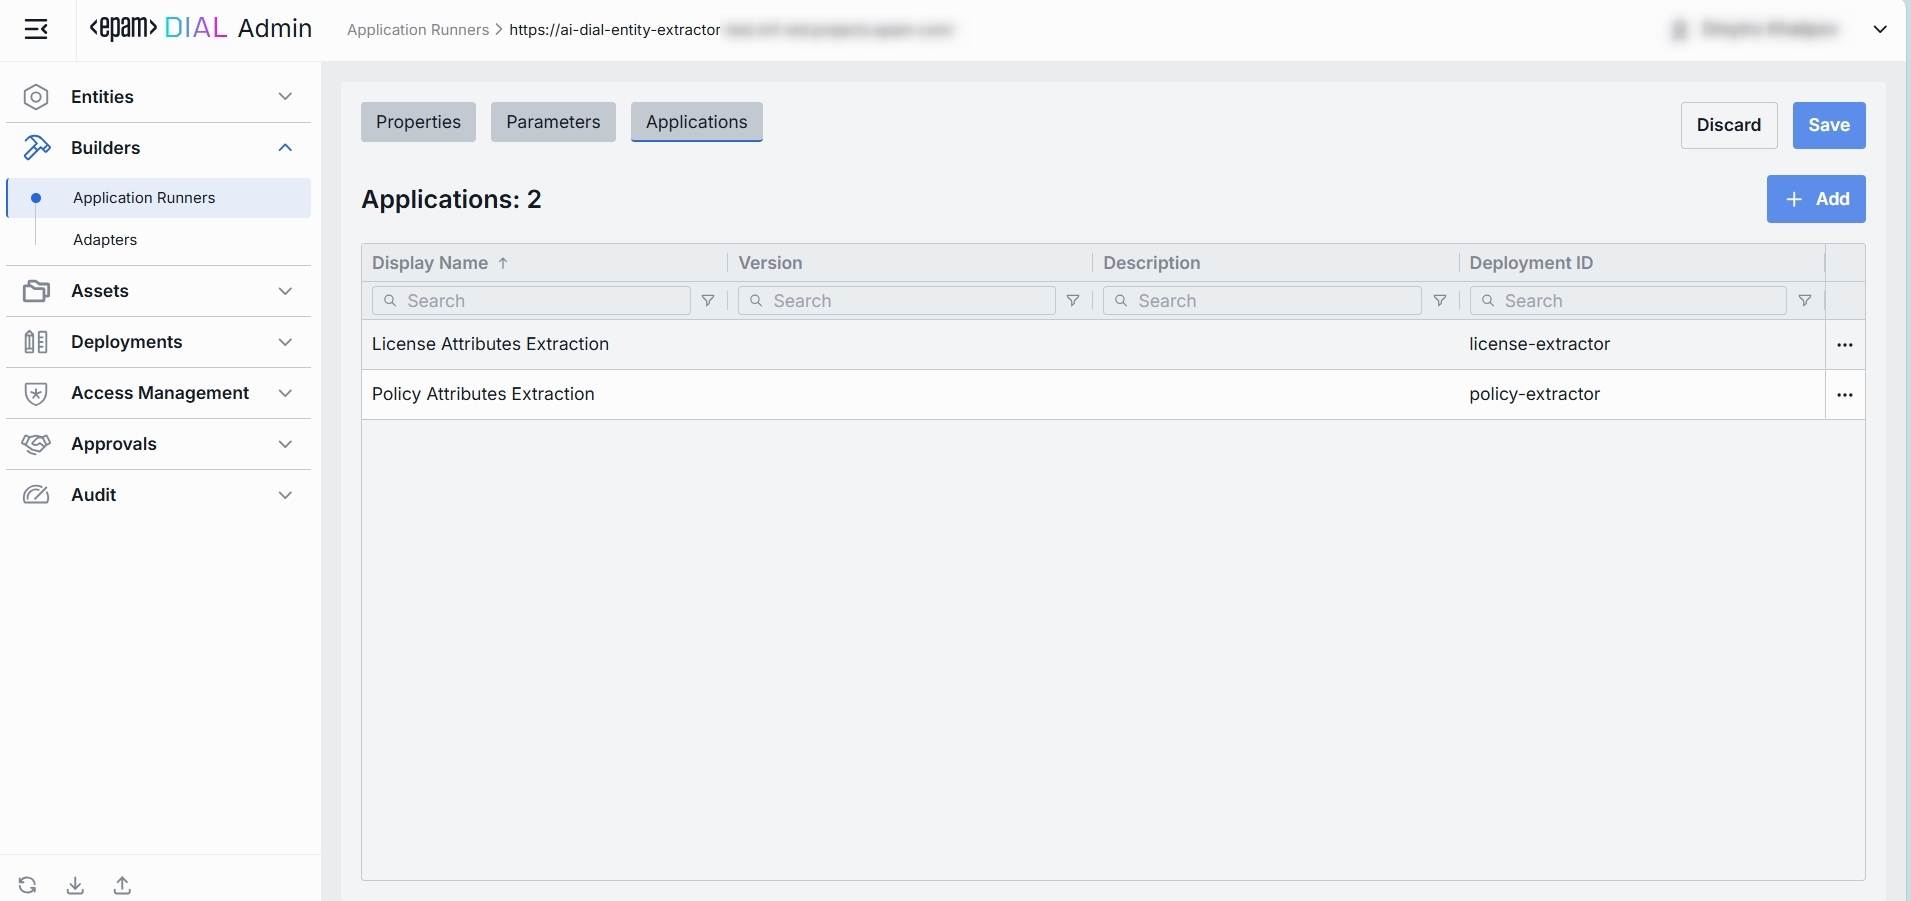 <epam> DIAL Admin
Application Runners > https://ai-dial-entity-extractor
Entities
Builders
Application Runners
Adapters
Assets
Deployments
Access Management
Approvals
Audit
Properties Parameters Applications
Discard Save
Applications: 2
+ Add
Display Name ↑ Version Description Deployment ID
Search Search Search Search
License Attributes Extraction license-extractor ...
Policy Attributes Extraction policy-extractor ...